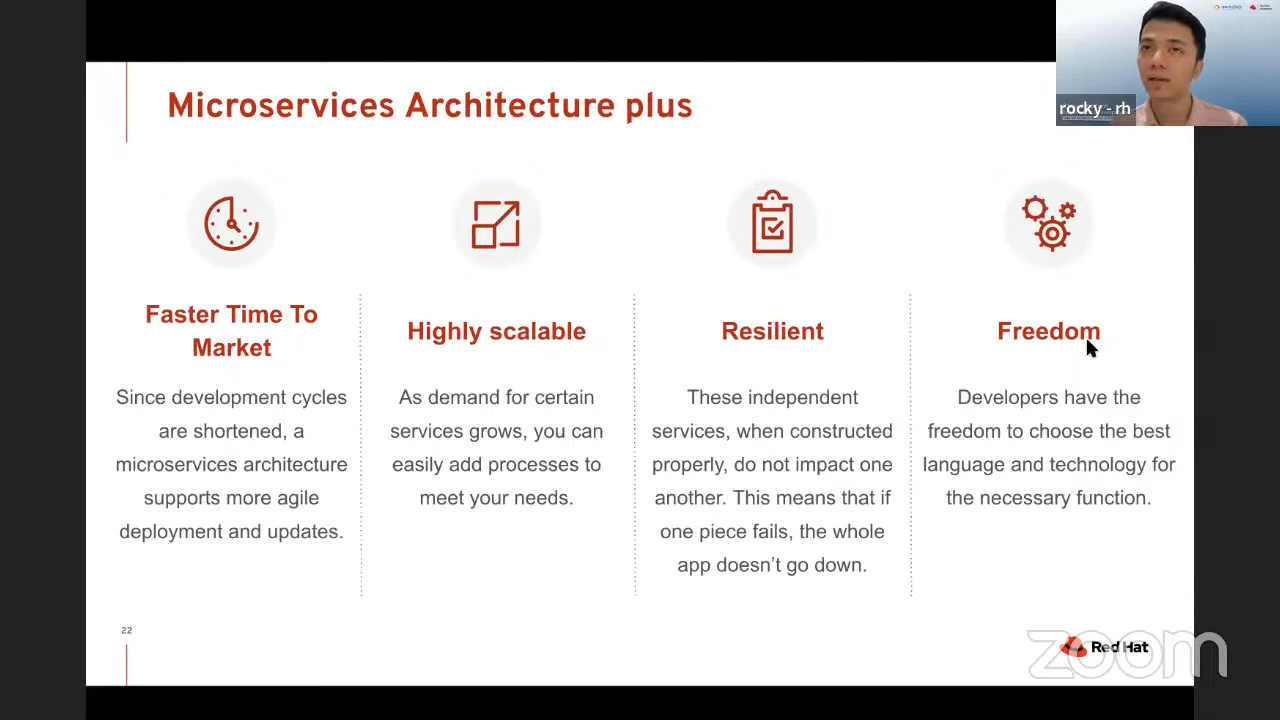 Microservices Architecture plus
rocky - rh
Faster Time To
Market
Since development cycles
are shortened, a
microservices architecture
supports more agile
deployment and updates.
Highly scalable
As demand for certain
services grows, you can
easily add processes to
meet your needs.
Resilient
These independent
services, when constructed
properly, do not impact one
another. This means that if
one piece fails, the whole
app doesn’t go down.
Freedom
Developers have the
freedom to choose the best
language and technology for
the necessary function.
22
Red Hat
zoom